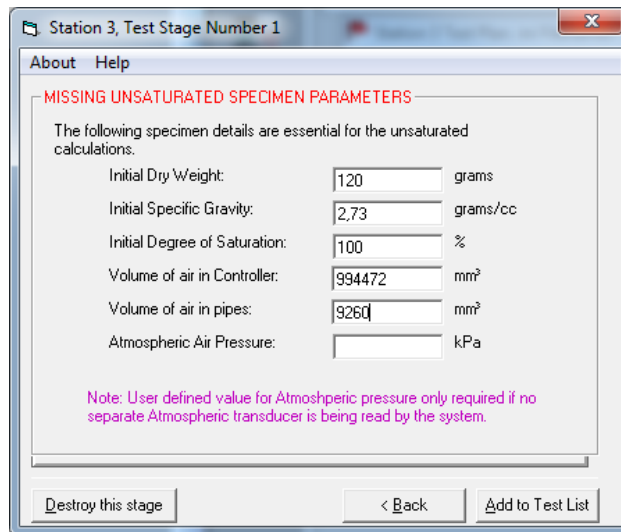 Station 3, Test Stage Number 1
About Help
MISSING UNSATURATED SPECIMEN PARAMETERS
The following specimen details are essential for the unsaturated
calculations.
Initial Dry Weight: 120 grams
Initial Specific Gravity: 2,73 grams/cc
Initial Degree of Saturation: 100 %
Volume of air in Controller: 994472 mm³
Volume of air in pipes: 9260 mm³
Atmospheric Air Pressure: kPa
Note: User defined value for Atmoshperic pressure only required if no
separate Atmospheric transducer is being read by the system.
Destroy this stage < Back Add to Test List